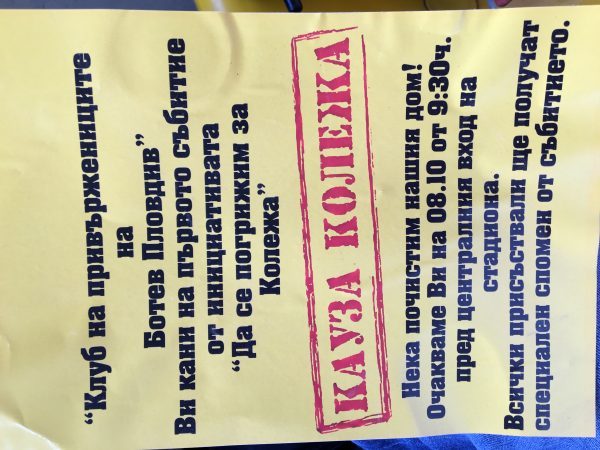 “Клуб на привържениците
на
Ботев Пловдив”
Ви кани на първото събитие
от инициативата
“Да се погрижим за
Колежа”
КАУЗА КОЛЕЖА
Нека почистим нашия дом!
Очакваме Ви на 08.10 от 9:30ч.
пред централния вход на
стадиона.
Всички присъствали ще получат
специален спомен от събитието.